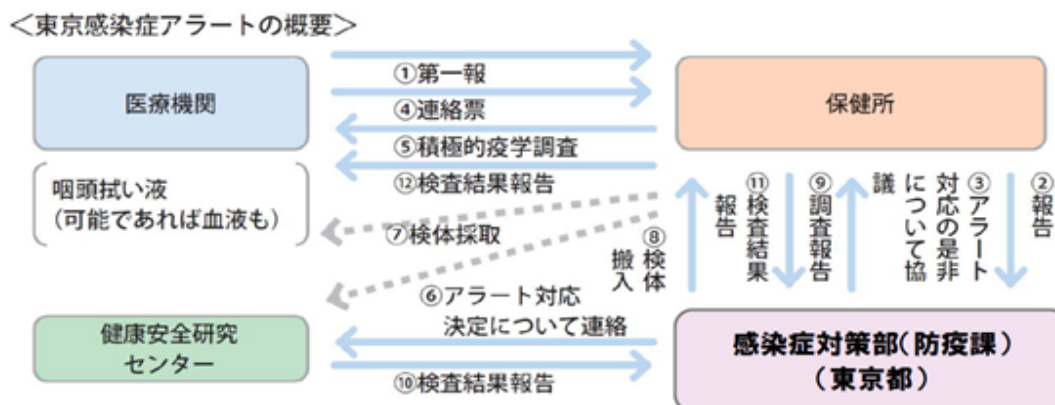 ＜東京感染症アラートの概要＞
医療機関
①第一報
④連絡票
⑤積極的疫学調査
⑫検査結果報告
保健所
咽頭拭い液
(可能であれば血液も)
⑦検体採取
⑧検体
搬入
⑥アラート対応
決定について連絡
⑪検査結果
報告
⑨調査報告
③アラート
対応の是非
について協
議
②報告
健康安全研究
センター
⑩検査結果報告
感染症対策部(防疫課)
(東京都)